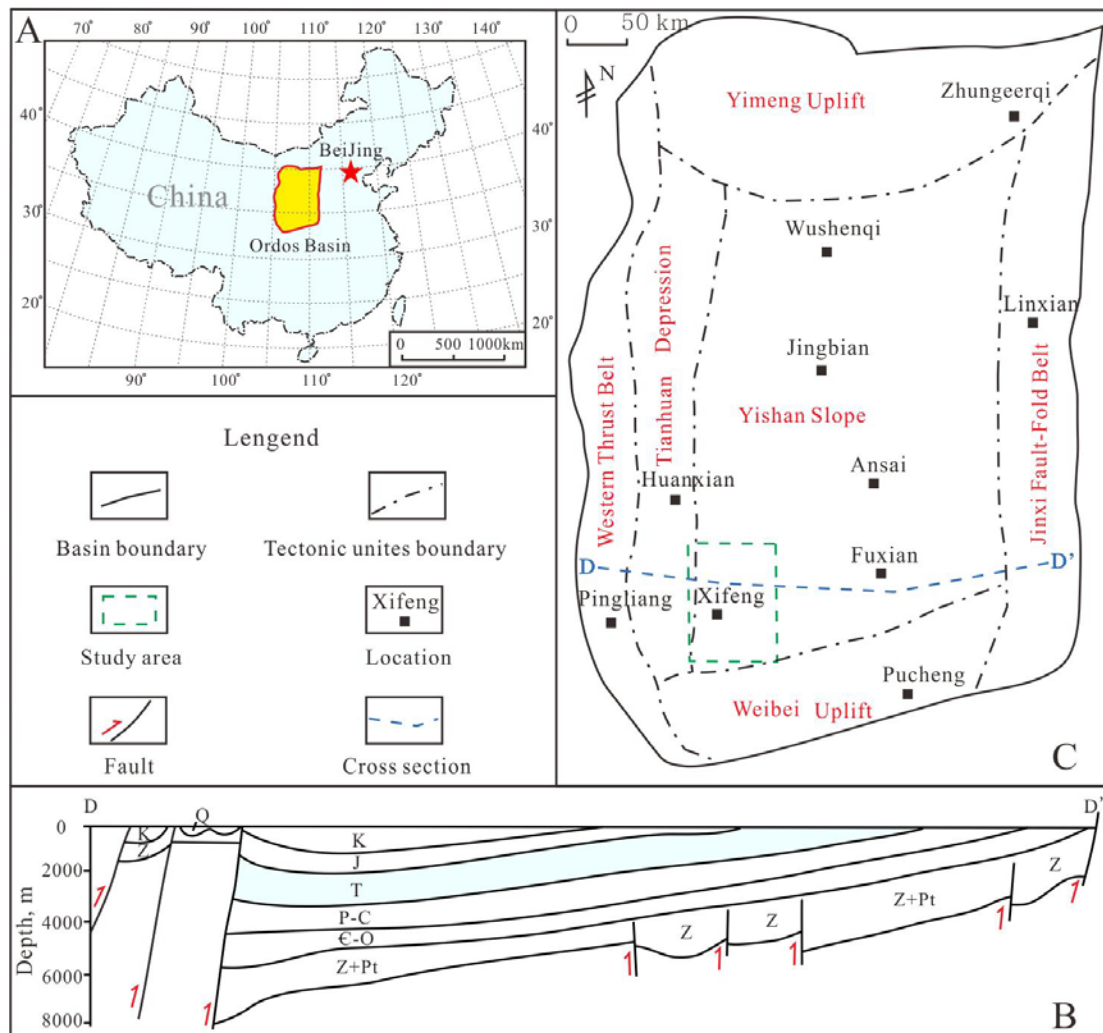 A
70° 80° 90° 100° 110° 120° 130° 140°
40°
30°
20°
40°
30°
20°
BeiJing
China
Ordos Basin
0 500 1000km
90° 100° 110° 120°
Lengend
Basin boundary
Tectonic unites boundary
Study area
Xifeng
Location
Fault
Cross section
0 50 km
N
Yimeng Uplift
Zhungeerqi
Wushenqi
Linxian
Jingbian
Western Thrust Belt
Tianhuan Depression
Yishan Slope
Jinxi Fault-Fold Belt
Huanxian
Ansai
Fuxian
D
D'
Pingliang
Xifeng
Pucheng
Weibei Uplift
C
D
D'
Depth, m
0
2000
4000
6000
8000
K
Z
Q
K
J
T
P-C
Є-O
Z+Pt
Z
Z
Z+Pt
Z
B